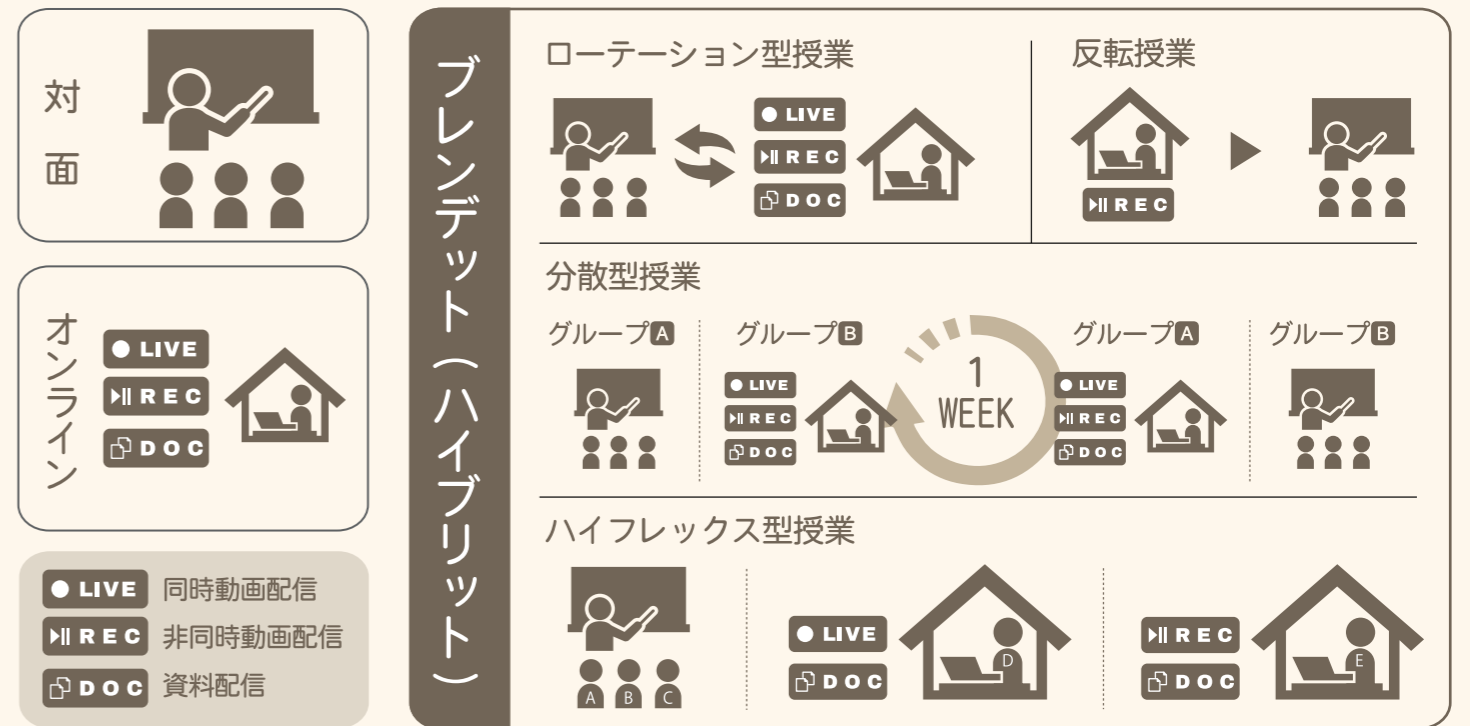 対面
オンライン
LIVE
REC
DOC
LIVE 同時動画配信
REC 非同時動画配信
DOC 資料配信
ブレンデット（ハイブリット）
ローテーション型授業
LIVE
REC
DOC
反転授業
REC
分散型授業
グループA
グループB
LIVE
REC
DOC
1
WEEK
グループA
LIVE
REC
DOC
グループB
ハイフレックス型授業
A B C
LIVE
DOC
D
REC
DOC
E